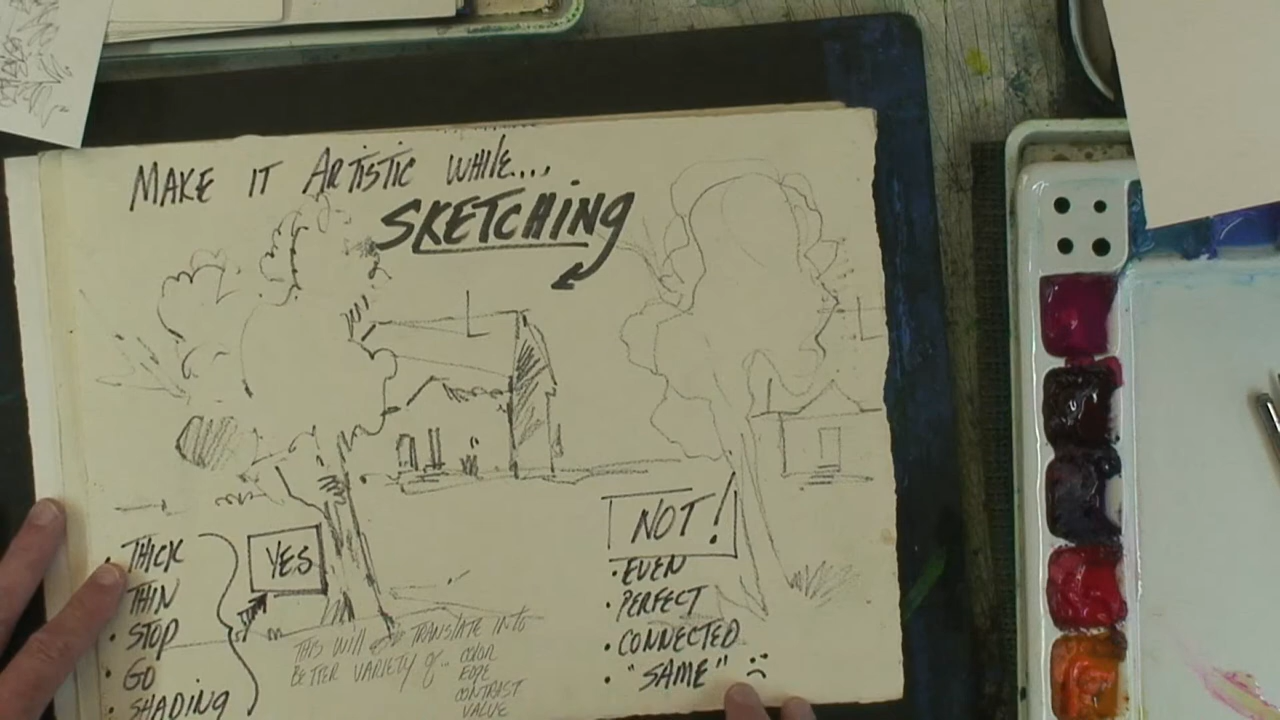 MAKE IT ARTISTIC WHILE...
SKETCHING
• THICK
• THIN
• STOP
• GO
• SHADING
YES
THIS WILL TRANSLATE INTO
BETTER VARIETY OF...
COLOR
EDGE
CONTRAST
VALUE
NOT!
• EVEN
• PERFECT
• CONNECTED
• "SAME" :(